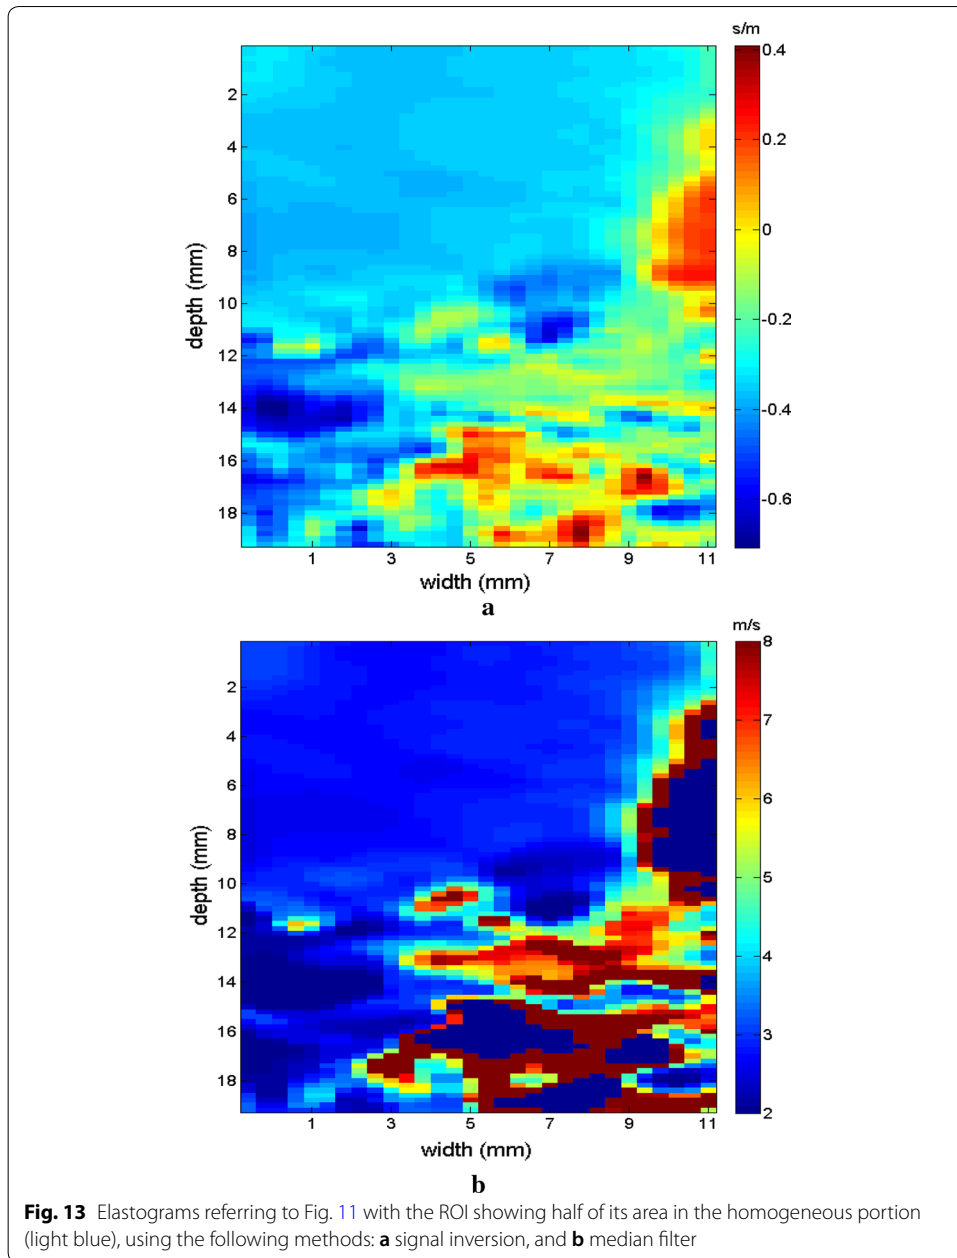 s/m
0.4
0.2
0
-0.2
-0.4
-0.6
depth (mm)
2
4
6
8
10
12
14
16
18
1 3 5 7 9 11
width (mm)
a
m/s
8
7
6
5
4
3
2
depth (mm)
2
4
6
8
10
12
14
16
18
1 3 5 7 9 11
width (mm)
b
Fig. 13 Elastograms referring to Fig. 11 with the ROI showing half of its area in the homogeneous portion
(light blue), using the following methods: a signal inversion, and b median filter